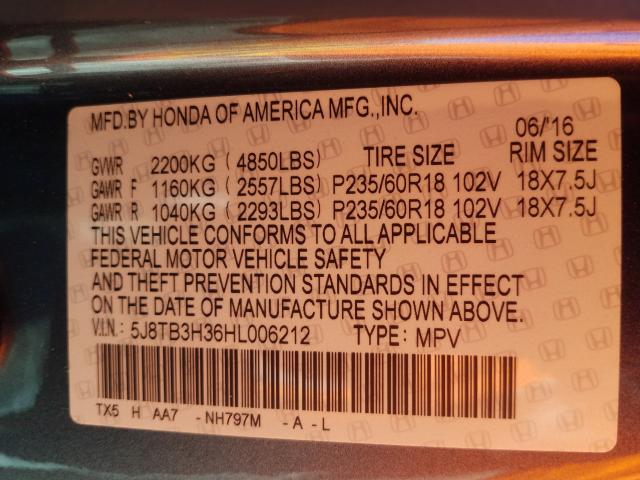 MFD.BY HONDA OF AMERICA MFG.,INC.
06/'16
GVWR 2200KG (4850LBS) TIRE SIZE RIM SIZE
GAWR F 1160KG (2557LBS) P235/60R18 102V 18X7.5J
GAWR R 1040KG (2293LBS) P235/60R18 102V 18X7.5J
THIS VEHICLE CONFORMS TO ALL APPLICABLE
FEDERAL MOTOR VEHICLE SAFETY
AND THEFT PREVENTION STANDARDS IN EFFECT
ON THE DATE OF MANUFACTURE SHOWN ABOVE.
V.I.N.: 5J8TB3H36HL006212 TYPE: MPV
TX5 H AA7 -NH797M -A-L